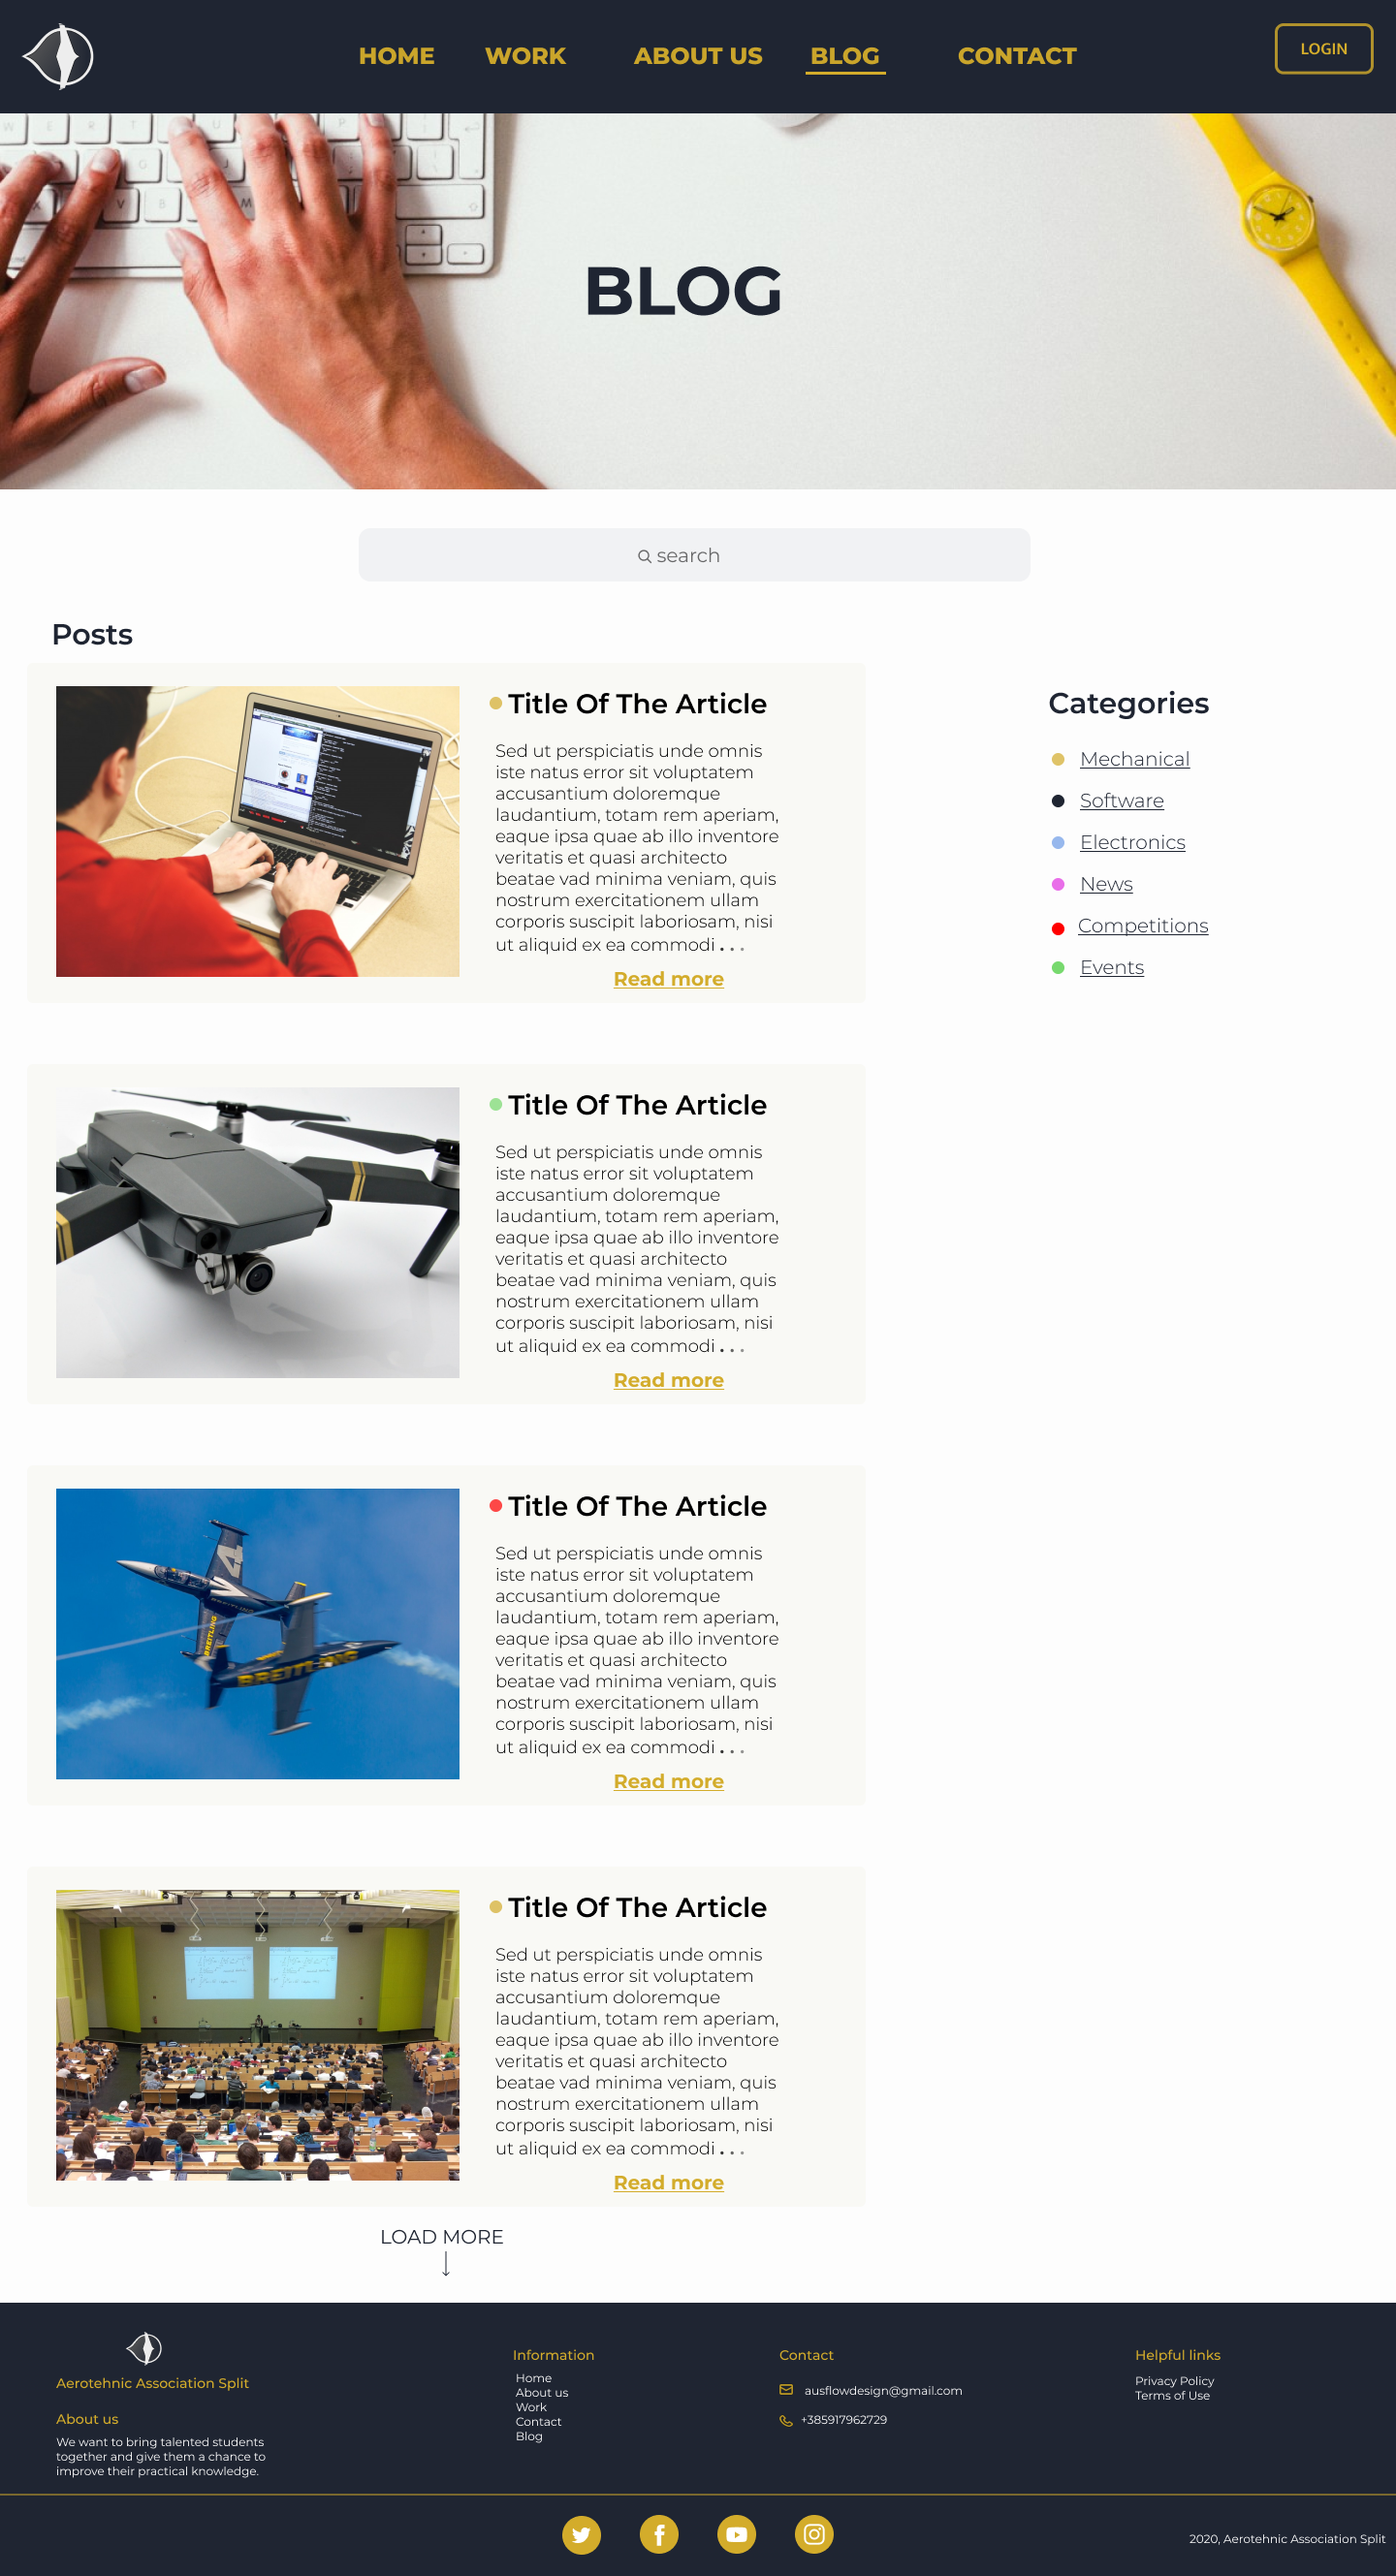 HOME WORK ABOUT US BLOG CONTACT LOGIN
BLOG
search
Posts
Title Of The Article
Sed ut perspiciatis unde omnis
iste natus error sit voluptatem
accusantium doloremque
laudantium, totam rem aperiam,
eaque ipsa quae ab illo inventore
veritatis et quasi architecto
beatae vad minima veniam, quis
nostrum exercitationem ullam
corporis suscipit laboriosam, nisi
ut aliquid ex ea commodi . . .
Read more
Categories
Mechanical
Software
Electronics
News
Competitions
Events
Title Of The Article
Sed ut perspiciatis unde omnis
iste natus error sit voluptatem
accusantium doloremque
laudantium, totam rem aperiam,
eaque ipsa quae ab illo inventore
veritatis et quasi architecto
beatae vad minima veniam, quis
nostrum exercitationem ullam
corporis suscipit laboriosam, nisi
ut aliquid ex ea commodi . . .
Read more
4
BREITLING
BREITLING
BREITLING
Title Of The Article
Sed ut perspiciatis unde omnis
iste natus error sit voluptatem
accusantium doloremque
laudantium, totam rem aperiam,
eaque ipsa quae ab illo inventore
veritatis et quasi architecto
beatae vad minima veniam, quis
nostrum exercitationem ullam
corporis suscipit laboriosam, nisi
ut aliquid ex ea commodi . . .
Read more
Title Of The Article
Sed ut perspiciatis unde omnis
iste natus error sit voluptatem
accusantium doloremque
laudantium, totam rem aperiam,
eaque ipsa quae ab illo inventore
veritatis et quasi architecto
beatae vad minima veniam, quis
nostrum exercitationem ullam
corporis suscipit laboriosam, nisi
ut aliquid ex ea commodi . . .
Read more
LOAD MORE
Aerotehnic Association Split
About us
We want to bring talented students
together and give them a chance to
improve their practical knowledge.
Information
Home
About us
Work
Contact
Blog
Contact
ausflowdesign@gmail.com
+385917962729
Helpful links
Privacy Policy
Terms of Use
2020, Aerotehnic Association Split